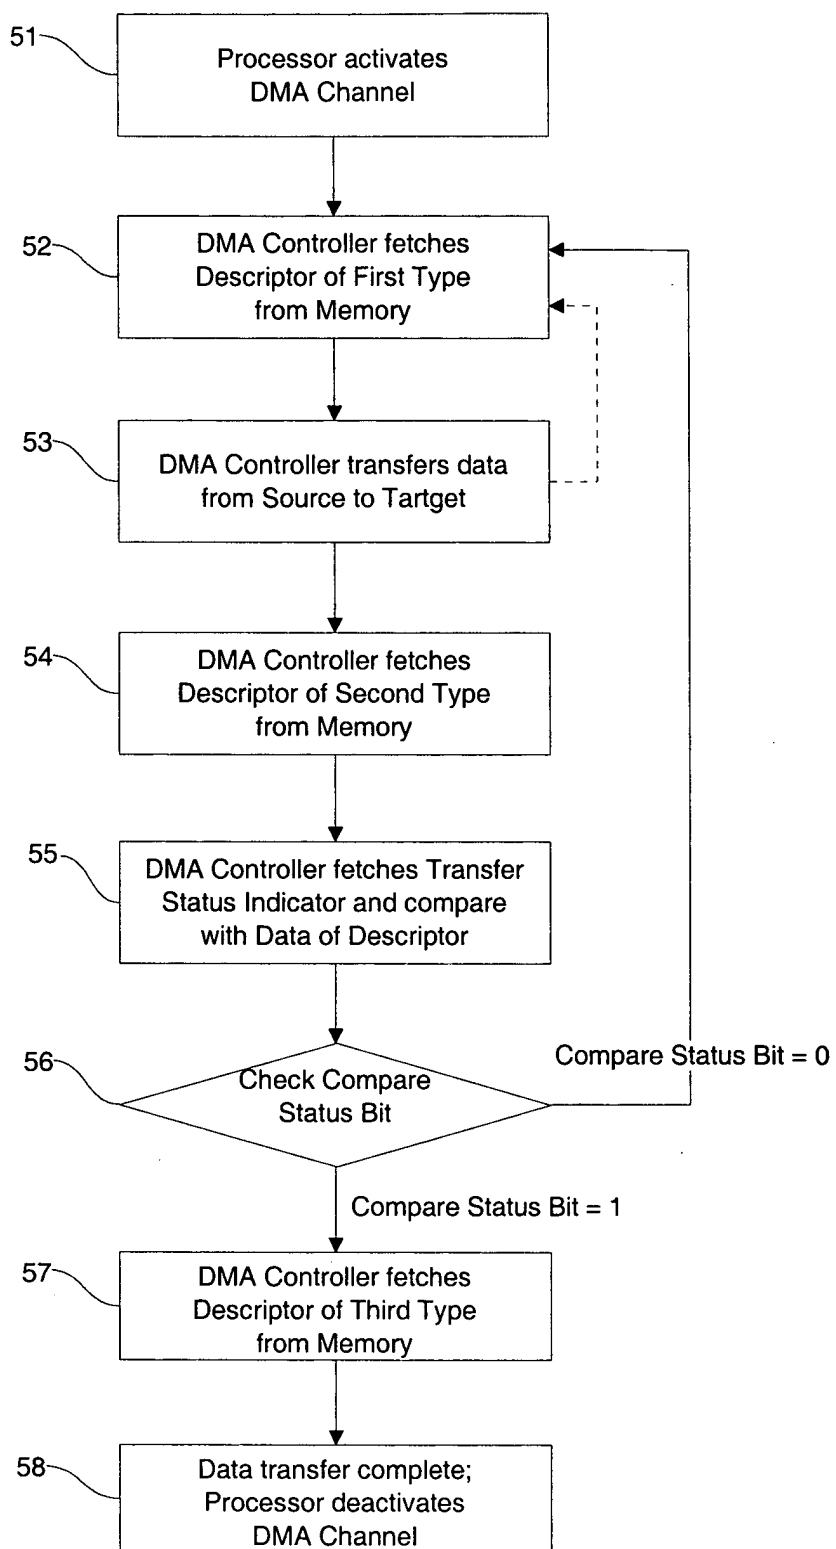 51
Processor activates
DMA Channel
52
DMA Controller fetches
Descriptor of First Type
from Memory
53
DMA Controller transfers data
from Source to Tartget
54
DMA Controller fetches
Descriptor of Second Type
from Memory
55
DMA Controller fetches Transfer
Status Indicator and compare
with Data of Descriptor
56
Check Compare
Status Bit
Compare Status Bit = 0
Compare Status Bit = 1
57
DMA Controller fetches
Descriptor of Third Type
from Memory
58
Data transfer complete;
Processor deactivates
DMA Channel